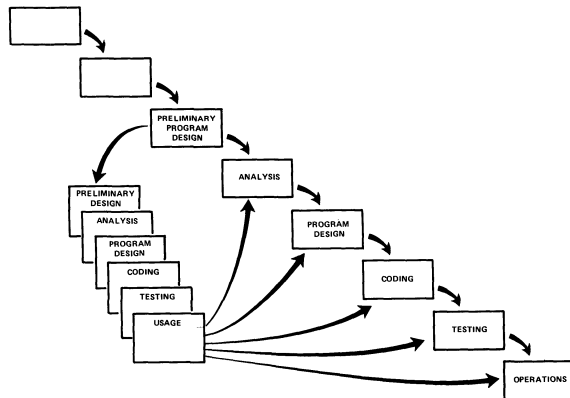 PRELIMINARY
PROGRAM
DESIGN
ANALYSIS
PROGRAM
DESIGN
CODING
TESTING
OPERATIONS
PRELIMINARY
DESIGN
ANALYSIS
PROGRAM
DESIGN
CODING
TESTING
USAGE